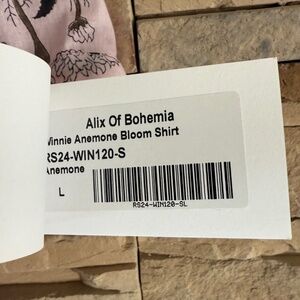 Alix Of Bohemia
Winnie Anemone Bloom Shirt
RS24-WIN120-S
Anemone
L
RS24-WIN120-SL